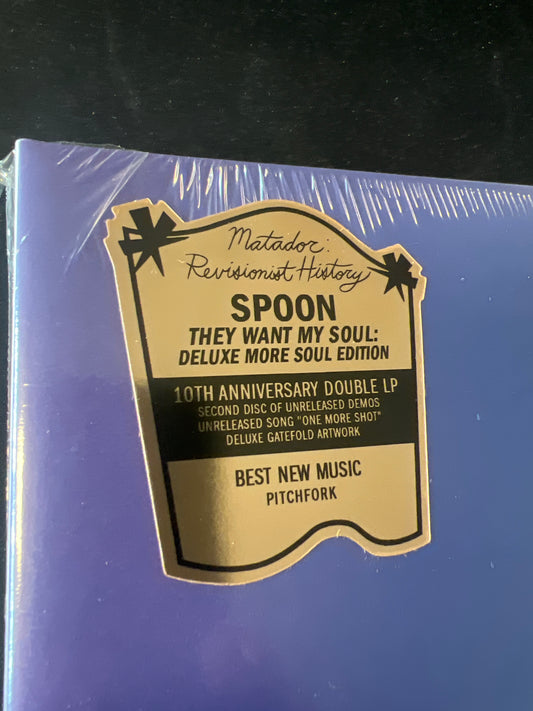 Matador:
Revisionist History
SPOON
THEY WANT MY SOUL:
DELUXE MORE SOUL EDITION
10TH ANNIVERSARY DOUBLE LP
SECOND DISC OF UNRELEASED DEMOS
UNRELEASED SONG "ONE MORE SHOT"
DELUXE GATEFOLD ARTWORK
BEST NEW MUSIC
PITCHFORK